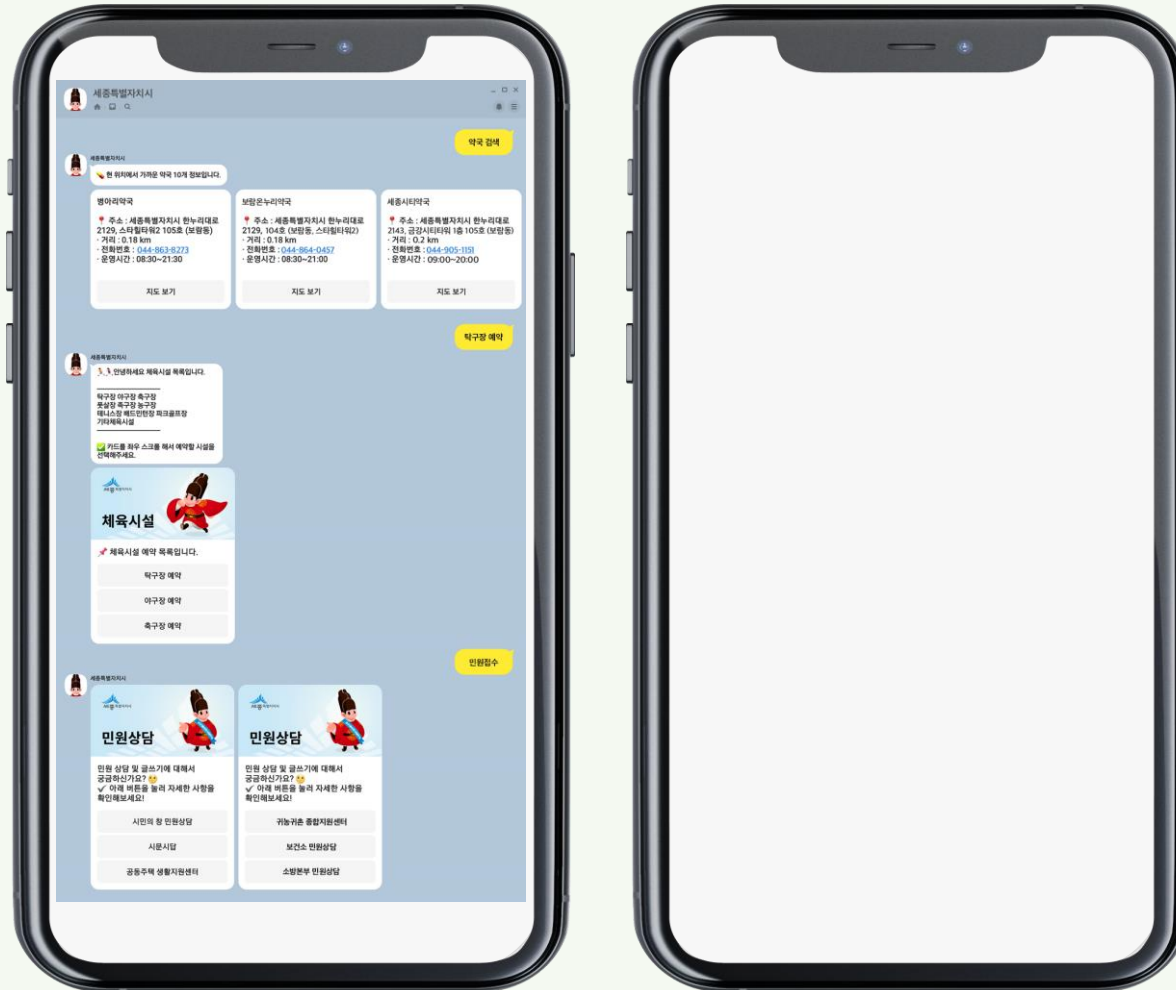 세종특별자치시
약국 검색
세종특별자치시
현 위치에서 가까운 약국 10개 정보입니다.
병아리약국
주소 : 세종특별자치시 한누리대로
2129, 스타힐타워2 105호 (보람동)
· 거리 : 0.18 km
· 전화번호 : 044-863-8273
· 운영시간 : 08:30~21:30
지도 보기
보람온누리약국
주소 : 세종특별자치시 한누리대로
2129, 104호 (보람동, 스타힐타워2)
· 거리 : 0.18 km
· 전화번호 : 044-864-0457
· 운영시간 : 08:30~21:00
지도 보기
세종시티약국
주소 : 세종특별자치시 한누리대로
2143, 금강시티타워 1층 105호 (보람동)
· 거리 : 0.2 km
· 전화번호 : 044-905-1151
· 운영시간 : 09:00~20:00
지도 보기
탁구장 예약
세종특별자치시
안녕하세요 체육시설 목록입니다.
탁구장 야구장 축구장
풋살장 족구장 농구장
테니스장 배드민턴장 파크골프장
기타체육시설
카드를 좌우 스크롤 해서 예약할 시설을
선택해주세요.
세종특별자치시
체육시설
체육시설 예약 목록입니다.
탁구장 예약
야구장 예약
축구장 예약
민원접수
세종특별자치시
세종특별자치시
민원상담
민원 상담 및 글쓰기에 대해서
궁금하신가요?
아래 버튼을 눌러 자세한 사항을
확인해보세요!
시민의 창 민원상담
시문시답
공동주택 생활지원센터
세종특별자치시
민원상담
민원 상담 및 글쓰기에 대해서
궁금하신가요?
아래 버튼을 눌러 자세한 사항을
확인해보세요!
귀농귀촌 종합지원센터
보건소 민원상담
소방본부 민원상담